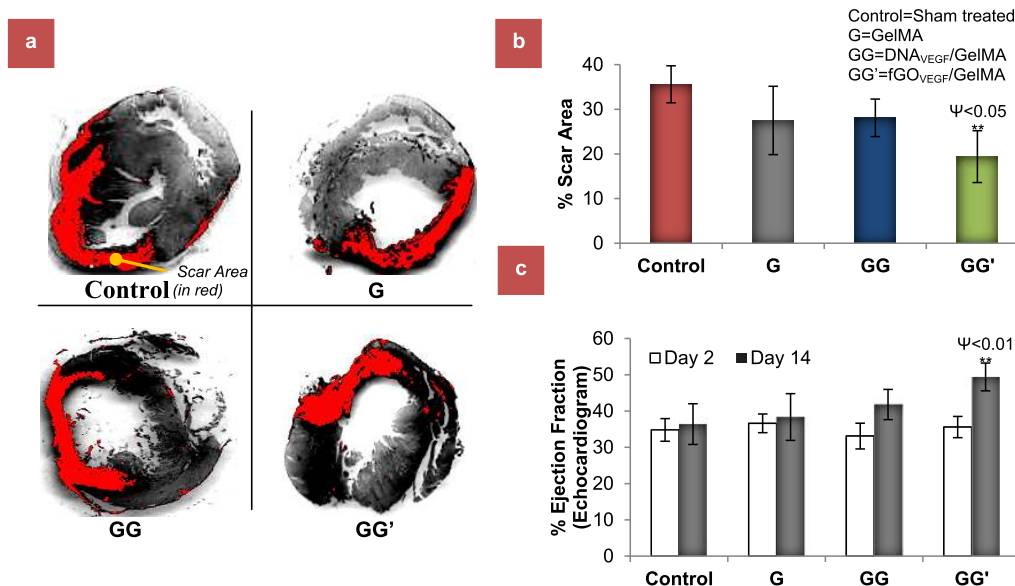 a
Scar Area
Control (in red)
G
GG
GG’
b
Control=Sham treated
G=GelMA
GG=DNAVEGF/GelMA
GG’=fGOVEGF/GelMA
% Scar Area
40
30
20
10
0
Ψ<0.05
**
Control
G
GG
GG'
c
% Ejection Fraction
(Echocardiogram)
60
50
40
30
20
10
0
Day 2
Day 14
Ψ<0.01
**
Control
G
GG
GG'